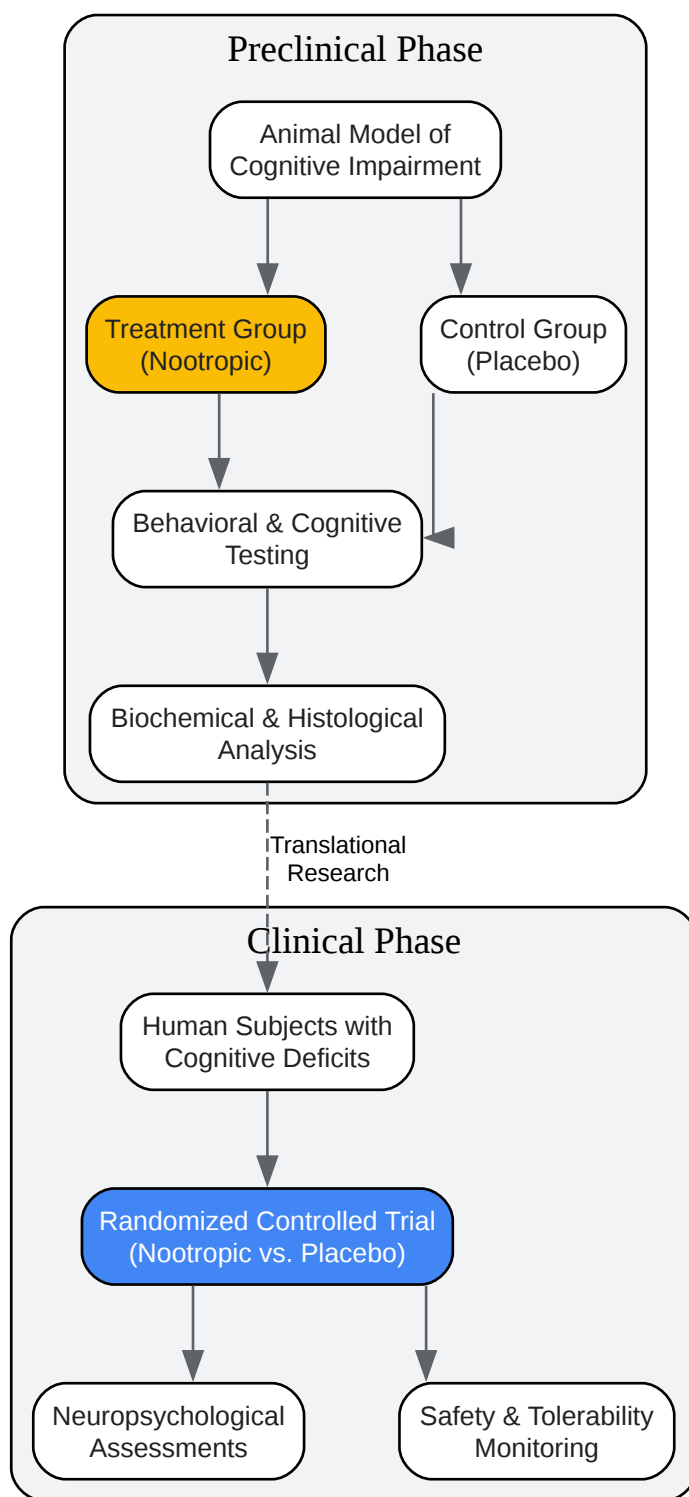 Preclinical Phase
Animal Model of
Cognitive Impairment
Treatment Group
(Nootropic)
Control Group
(Placebo)
Behavioral & Cognitive
Testing
Biochemical & Histological
Analysis
Translational
Research
Clinical Phase
Human Subjects with
Cognitive Deficits
Randomized Controlled Trial
(Nootropic vs. Placebo)
Neuropsychological
Assessments
Safety & Tolerability
Monitoring